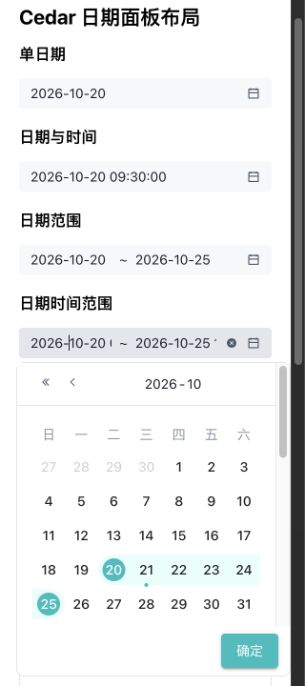 Cedar 日期面板布局
单日期
2026-10-20
日期与时间
2026-10-20 09:30:00
日期范围
2026-10-20 ~ 2026-10-25
日期时间范围
2026-10-20 ~ 2026-10-25
« ‹ 2026-10
日 一 二 三 四 五 六
27 28 29 30 1 2 3
4 5 6 7 8 9 10
11 12 13 14 15 16 17
18 19 20 21 22 23 24
25 26 27 28 29 30 31
确定